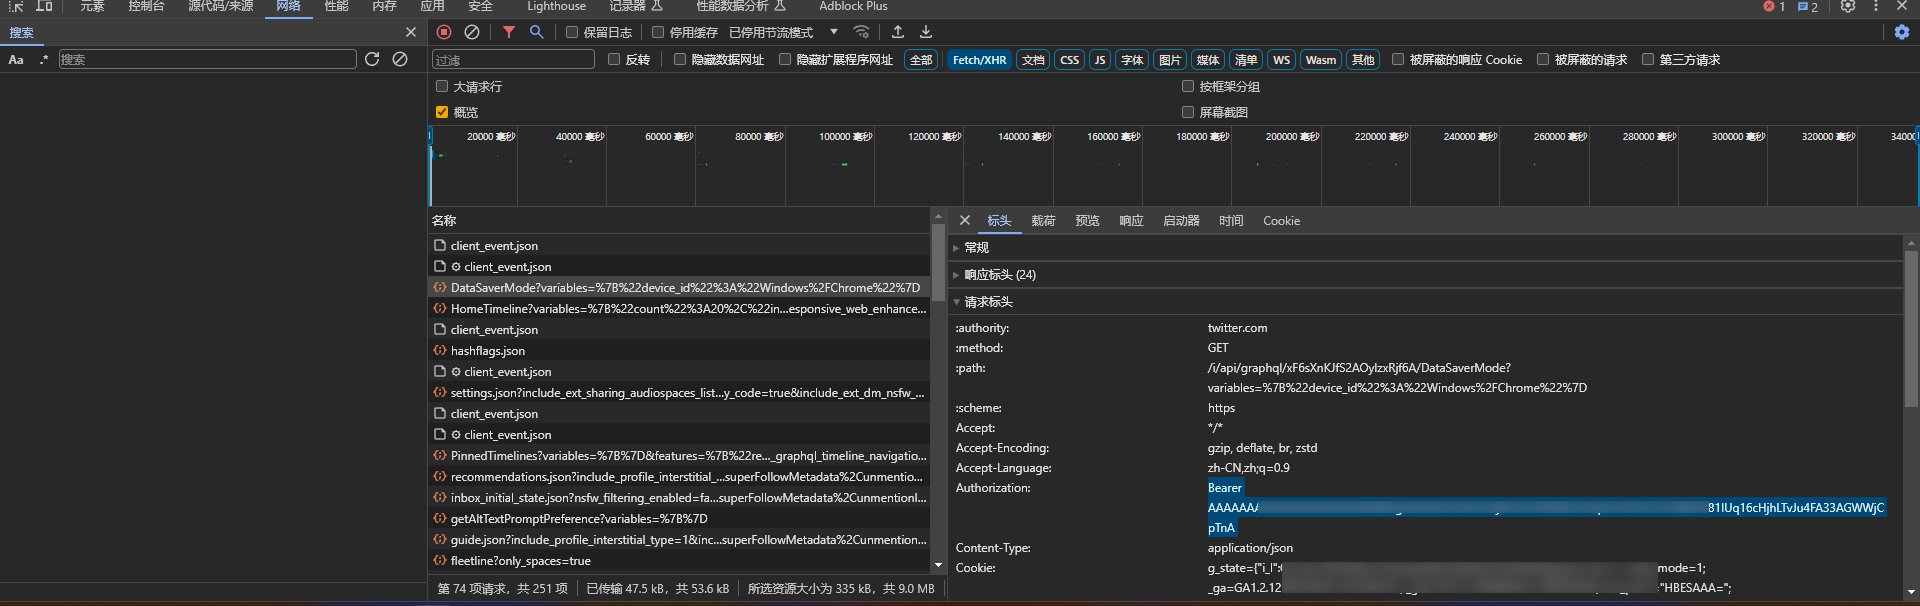 元素 控制台 源代码/来源 网络 性能 内存 应用 安全 Lighthouse 记录器 性能数据分析 Adblock Plus 1 2
搜索
保留日志 停用缓存 已停用节流模式
Aa .* 搜索
过滤 反转 隐藏数据网址 隐藏扩展程序网址 全部 Fetch/XHR 文档 CSS JS 字体 图片 媒体 清单 WS Wasm 其他 被屏蔽的响应 Cookie 被屏蔽的请求 第三方请求
大请求行 按框架分组
概览 屏幕截图
20000 毫秒 40000 毫秒 60000 毫秒 80000 毫秒 100000 毫秒 120000 毫秒 140000 毫秒 160000 毫秒 180000 毫秒 200000 毫秒 220000 毫秒 240000 毫秒 260000 毫秒 280000 毫秒 300000 毫秒 320000 毫秒 34000
名称
client_event.json
client_event.json
DataSaverMode?variables=%7B%22device_id%22%3A%22Windows%2FChrome%22%7D
HomeTimeline?variables=%7B%22count%22%3A20%2C%22in...esponsive_web_enhance...
client_event.json
hashflags.json
client_event.json
settings.json?include_ext_sharing_audiospaces_list...y_code=true&include_ext_dm_nsfw_...
client_event.json
client_event.json
PinnedTimelines?variables=%7B%7D&features=%7B%22re..._graphql_timeline_navigatio...
recommendations.json?include_profile_interstitial_...superFollowMetadata%2Cunmentio...
inbox_initial_state.json?nsfw_filtering_enabled=fa...superFollowMetadata%2CunmentionI...
getAltTextPromptPreference?variables=%7B%7D
guide.json?include_profile_interstitial_type=1&inc...superFollowMetadata%2Cunmention...
fleetline?only_spaces=true
第 74 项请求，共 251 项 已传输 47.5 kB，共 53.6 kB 所选资源大小为 335 kB，共 9.0 MB
标头 载荷 预览 响应 启动器 时间 Cookie
常规
响应标头 (24)
请求标头
:authority: twitter.com
:method: GET
:path: /i/api/graphql/xF6sXnKJfS2AOylzxRjf6A/DataSaverMode?
variables=%7B%22device_id%22%3A%22Windows%2FChrome%22%7D
:scheme: https
Accept: */*
Accept-Encoding: gzip, deflate, br, zstd
Accept-Language: zh-CN,zh;q=0.9
Authorization: Bearer
AAAAAAA 81IUq16cHjhLTvJu4FA33AGWWjC
pTnA
Content-Type: application/json
Cookie: g_state={"i_l": mode=1;
_ga=GA1.2.12 ="HBESAAA=";